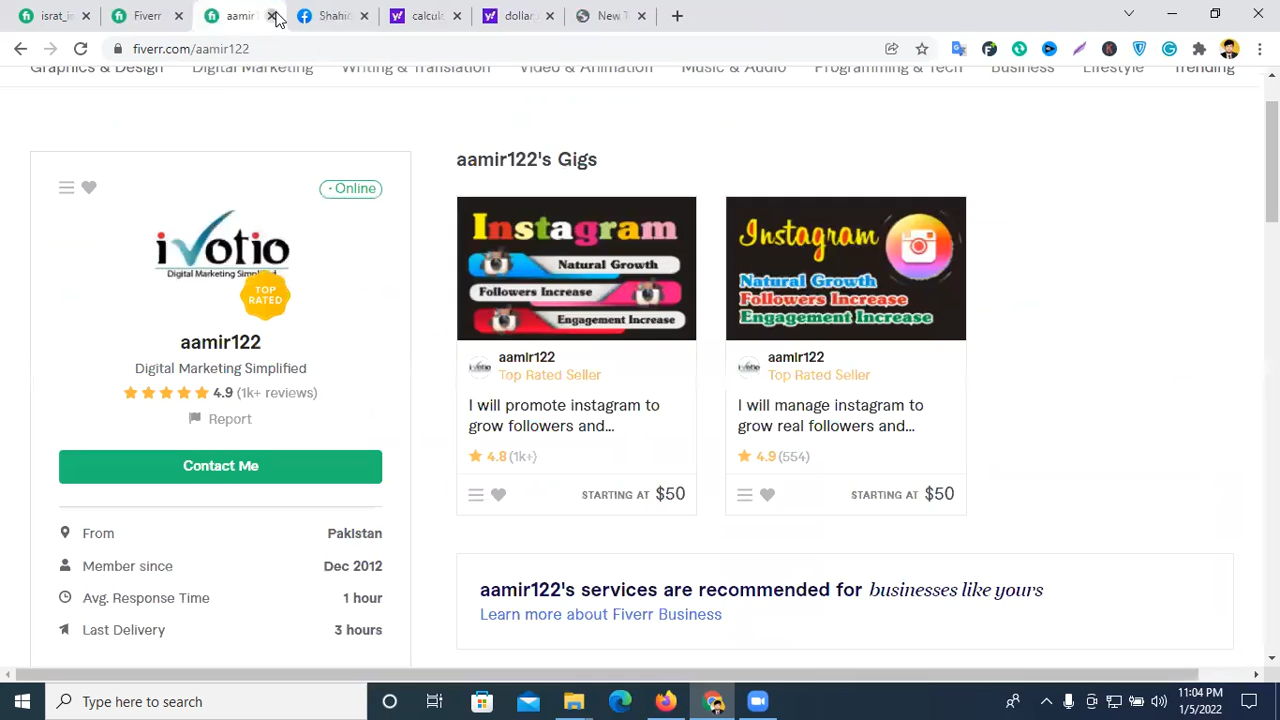 israt_in
Fiverr
aamir
Shahi
calcul
dollar
New T
fiverr.com/aamir122
Graphics & Design Digital Marketing Writing & Translation Video & Animation Music & Audio Programming & Tech Business Lifestyle Trending
Online
ivotio
Digital Marketing Simplified
TOP
RATED
aamir122
Digital Marketing Simplified
4.9 (1k+ reviews)
Report
Contact Me
From Pakistan
Member since Dec 2012
Avg. Response Time 1 hour
Last Delivery 3 hours
aamir122's Gigs
Instagram
Natural Growth
Followers Increase
Engagement Increase
aamir122
Top Rated Seller
I will promote instagram to
grow followers and...
4.8 (1k+)
STARTING AT $50
Instagram
Natural Growth
Followers Increase
Engagement Increase
aamir122
Top Rated Seller
I will manage instagram to
grow real followers and...
4.9 (554)
STARTING AT $50
aamir122's services are recommended for businesses like yours
Learn more about Fiverr Business
Type here to search
11:04 PM
1/5/2022